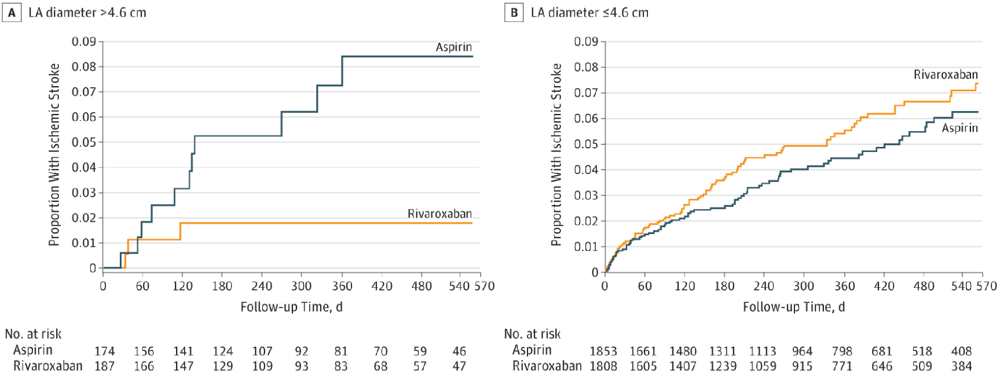 A LA diameter >4.6 cm
Proportion With Ischemic Stroke
0.09
0.08
0.07
0.06
0.05
0.04
0.03
0.02
0.01
0
Aspirin
Rivaroxaban
0 60 120 180 240 300 360 420 480 540 570
Follow-up Time, d
No. at risk
Aspirin 174 156 141 124 107 92 81 70 59 46
Rivaroxaban 187 166 147 129 109 93 83 68 57 47
B LA diameter ≤4.6 cm
Proportion With Ischemic Stroke
0.09
0.08
0.07
0.06
0.05
0.04
0.03
0.02
0.01
0
Rivaroxaban
Aspirin
0 60 120 180 240 300 360 420 480 540 570
Follow-up Time, d
No. at risk
Aspirin 1853 1661 1480 1311 1113 964 798 681 518 408
Rivaroxaban 1808 1605 1407 1239 1059 915 771 646 509 384